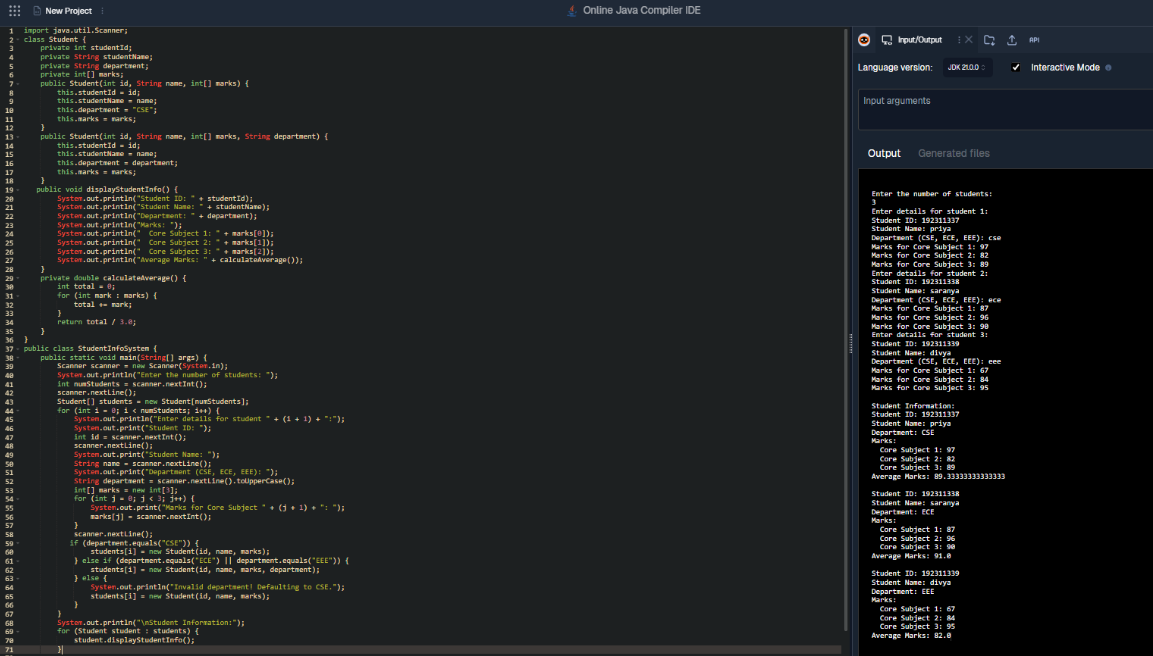 New Project
Online Java Compiler IDE
1 import java.util.Scanner;
2 class Student {
3 private int studentId;
4 private String studentName;
5 private String department;
6 private int[] marks;
7 public Student(int id, String name, int[] marks) {
8 this.studentId = id;
9 this.studentName = name;
10 this.department = "CSE";
11 this.marks = marks;
12 }
13 public Student(int id, String name, int[] marks, String department) {
14 this.studentId = id;
15 this.studentName = name;
16 this.department = department;
17 this.marks = marks;
18 }
19 public void displayStudentInfo() {
20 System.out.println("Student ID: " + studentId);
21 System.out.println("Student Name: " + studentName);
22 System.out.println("Department: " + department);
23 System.out.println("Marks: ");
24 System.out.println("  Core Subject 1: " + marks[0]);
25 System.out.println("  Core Subject 2: " + marks[1]);
26 System.out.println("  Core Subject 3: " + marks[2]);
27 System.out.println("Average Marks: " + calculateAverage());
28 }
29 private double calculateAverage() {
30 int total = 0;
31 for (int mark : marks) {
32 total += mark;
33 }
34 return total / 3.0;
35 }
36 }
37 public class StudentInfoSystem {
38 public static void main(String[] args) {
39 Scanner scanner = new Scanner(System.in);
40 System.out.println("Enter the number of students: ");
41 int numStudents = scanner.nextInt();
42 scanner.nextLine();
43 Student[] students = new Student[numStudents];
44 for (int i = 0; i < numStudents; i++) {
45 System.out.println("Enter details for student " + (i + 1) + ":");
46 System.out.print("Student ID: ");
47 int id = scanner.nextInt();
48 scanner.nextLine();
49 System.out.print("Student Name: ");
50 String name = scanner.nextLine();
51 System.out.print("Department (CSE, ECE, EEE): ");
52 String department = scanner.nextLine().toUpperCase();
53 int[] marks = new int[3];
54 for (int j = 0; j < 3; j++) {
55 System.out.print("Marks for Core Subject " + (j + 1) + ": ");
56 marks[j] = scanner.nextInt();
57 }
58 scanner.nextLine();
59 if (department.equals("CSE")) {
60 students[i] = new Student(id, name, marks);
61 } else if (department.equals("ECE") || department.equals("EEE")) {
62 students[i] = new Student(id, name, marks, department);
63 } else {
64 System.out.println("Invalid department! Defaulting to CSE.");
65 students[i] = new Student(id, name, marks);
66 }
67 }
68 System.out.println("\nStudent Information:");
69 for (Student student : students) {
70 student.displayStudentInfo();
71 }
Input/Output
API
Language version:
JDK 21.0.0
Interactive Mode
Input arguments
Output
Generated files
Enter the number of students:
3
Enter details for student 1:
Student ID: 192311337
Student Name: priya
Department (CSE, ECE, EEE): cse
Marks for Core Subject 1: 97
Marks for Core Subject 2: 82
Marks for Core Subject 3: 89
Enter details for student 2:
Student ID: 192311338
Student Name: saranya
Department (CSE, ECE, EEE): ece
Marks for Core Subject 1: 87
Marks for Core Subject 2: 96
Marks for Core Subject 3: 90
Enter details for student 3:
Student ID: 192311339
Student Name: divya
Department (CSE, ECE, EEE): eee
Marks for Core Subject 1: 67
Marks for Core Subject 2: 84
Marks for Core Subject 3: 95
Student Information:
Student ID: 192311337
Student Name: priya
Department: CSE
Marks:
Core Subject 1: 97
Core Subject 2: 82
Core Subject 3: 89
Average Marks: 89.33333333333333
Student ID: 192311338
Student Name: saranya
Department: ECE
Marks:
Core Subject 1: 87
Core Subject 2: 96
Core Subject 3: 90
Average Marks: 91.0
Student ID: 192311339
Student Name: divya
Department: EEE
Marks:
Core Subject 1: 67
Core Subject 2: 84
Core Subject 3: 95
Average Marks: 82.0